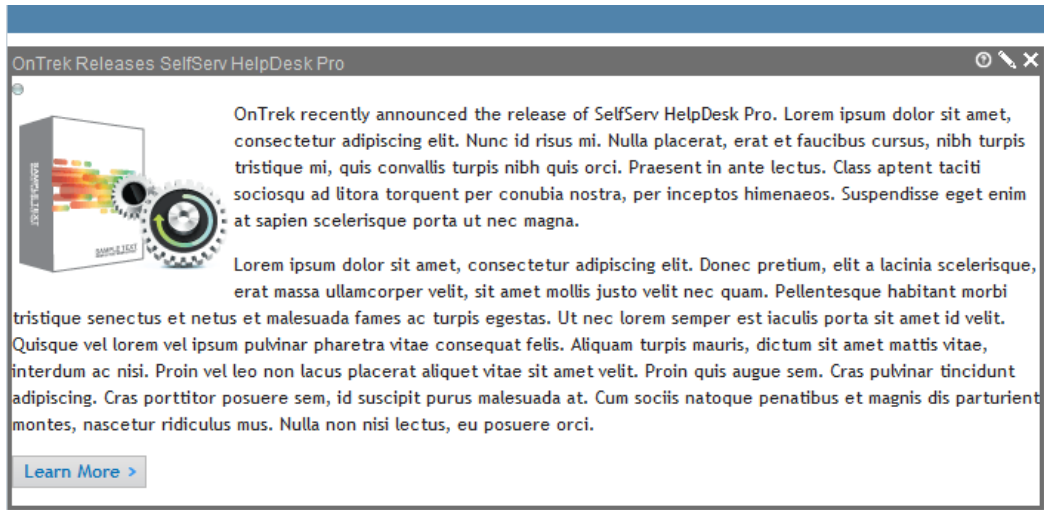 OnTrek Releases SelfServ HelpDesk Pro
OnTrek recently announced the release of SelfServ HelpDesk Pro. Lorem ipsum dolor sit amet,
consectetur adipiscing elit. Nunc id risus mi. Nulla placerat, erat et faucibus cursus, nibh turpis
tristique mi, quis convallis turpis nibh quis orci. Praesent in ante lectus. Class aptent taciti
sociosqu ad litora torquent per conubia nostra, per inceptos himenaeos. Suspendisse eget enim
at sapien scelerisque porta ut nec magna.
SAMPLE TEXT
SAMPLE TEXT
Lorem ipsum dolor sit amet, consectetur adipiscing elit. Donec pretium, elit a lacinia scelerisque,
erat massa ullamcorper velit, sit amet mollis justo velit nec quam. Pellentesque habitant morbi
tristique senectus et netus et malesuada fames ac turpis egestas. Ut nec lorem semper est iaculis porta sit amet id velit.
Quisque vel lorem vel ipsum pulvinar pharetra vitae consequat felis. Aliquam turpis mauris, dictum sit amet mattis vitae,
interdum ac nisi. Proin vel leo non lacus placerat aliquet vitae sit amet velit. Proin quis augue sem. Cras pulvinar tincidunt
adipiscing. Cras porttitor posuere sem, id suscipit purus malesuada at. Cum sociis natoque penatibus et magnis dis parturient
montes, nascetur ridiculus mus. Nulla non nisi lectus, eu posuere orci.
Learn More >